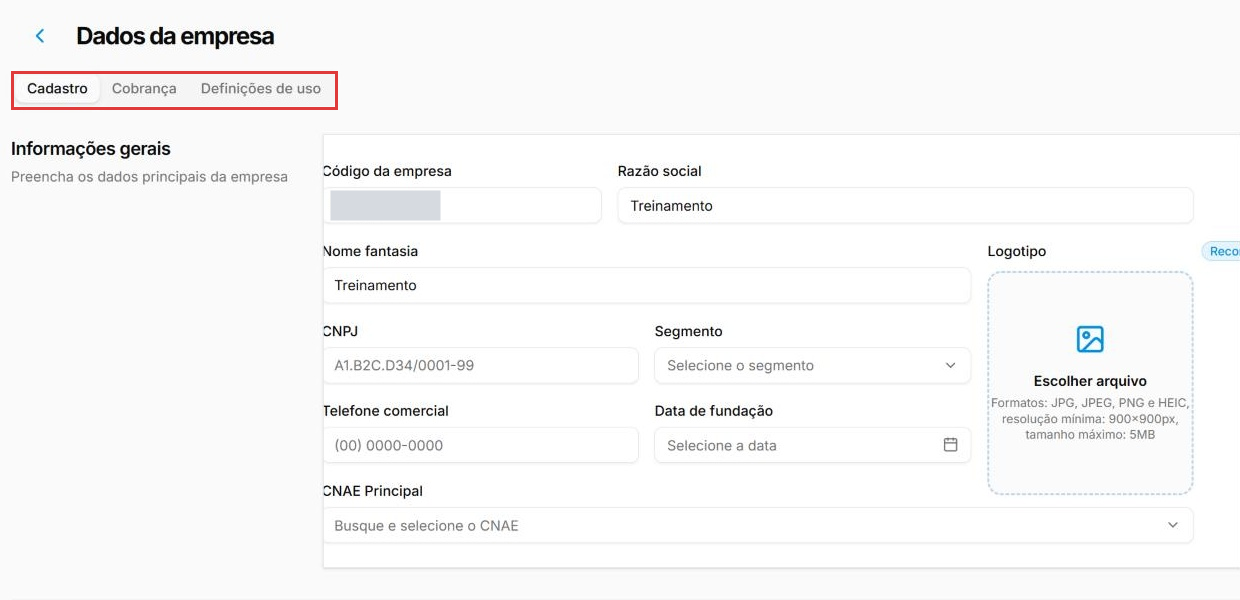 Dados da empresa
Cadastro Cobrança Definições de uso
Informações gerais
Preencha os dados principais da empresa
Código da empresa Razão social
Treinamento
Nome fantasia Logotipo
Treinamento
CNPJ Segmento
A1.B2C.D34/0001-99 Selecione o segmento
Escolher arquivo
Formatos: JPG, JPEG, PNG e HEIC,
resolução mínima: 900×900px,
tamanho máximo: 5MB
Telefone comercial Data de fundação
(00) 0000-0000 Selecione a data
CNAE Principal
Busque e selecione o CNAE